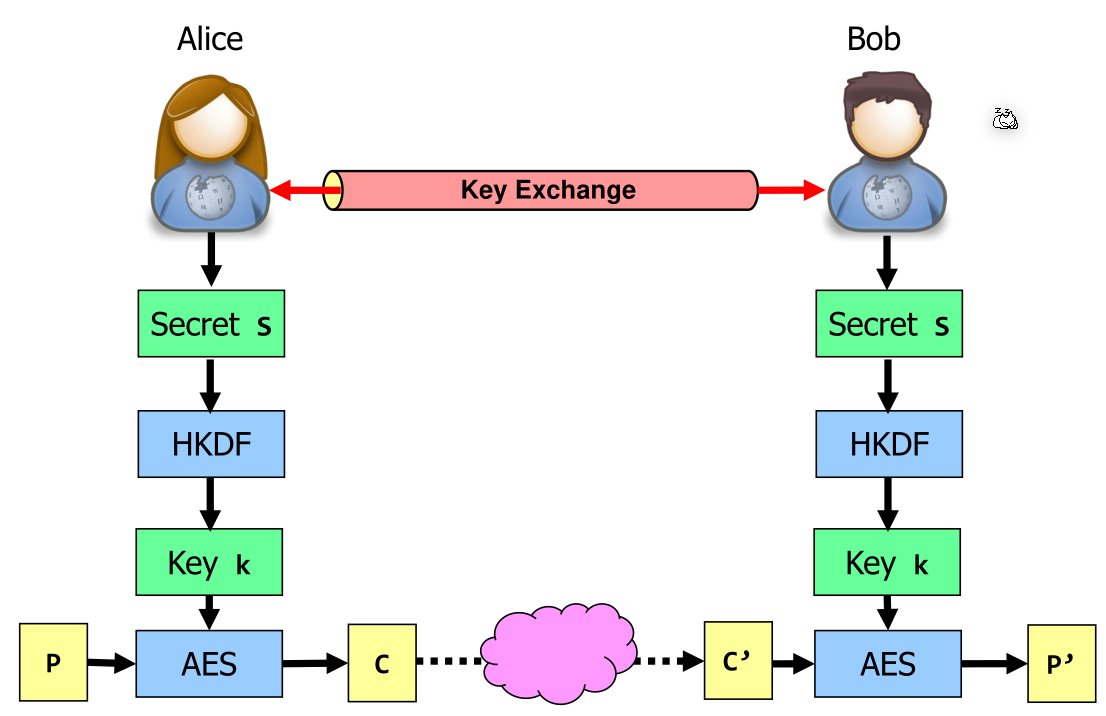 Alice
Bob
Key Exchange
Secret S
Secret S
HKDF
HKDF
Key k
Key k
P
AES
C
C’
AES
P’